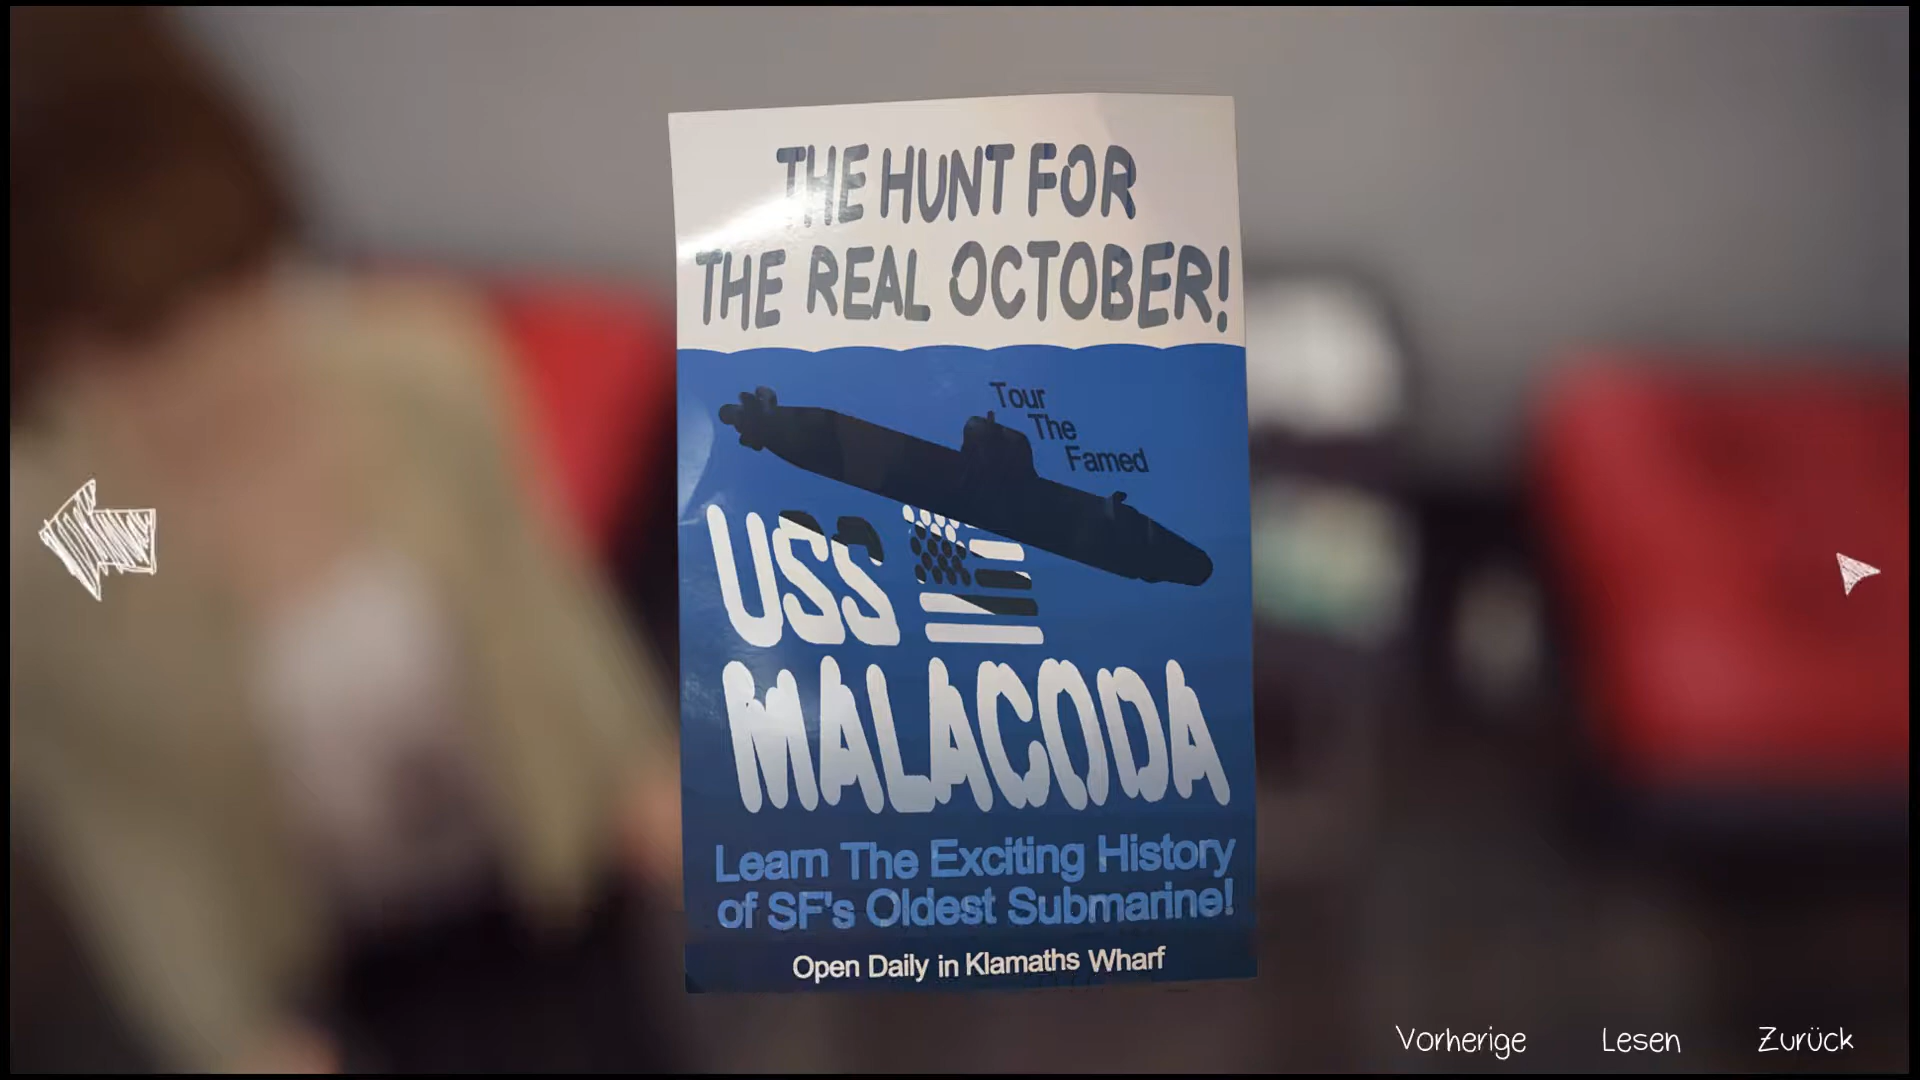 THE HUNT FOR
THE REAL OCTOBER!
Tour
The
Famed
USS
MALACODA
Learn The Exciting History
of SF's Oldest Submarine!
Open Daily in Klamaths Wharf
Vorherige
Lesen
Zurück